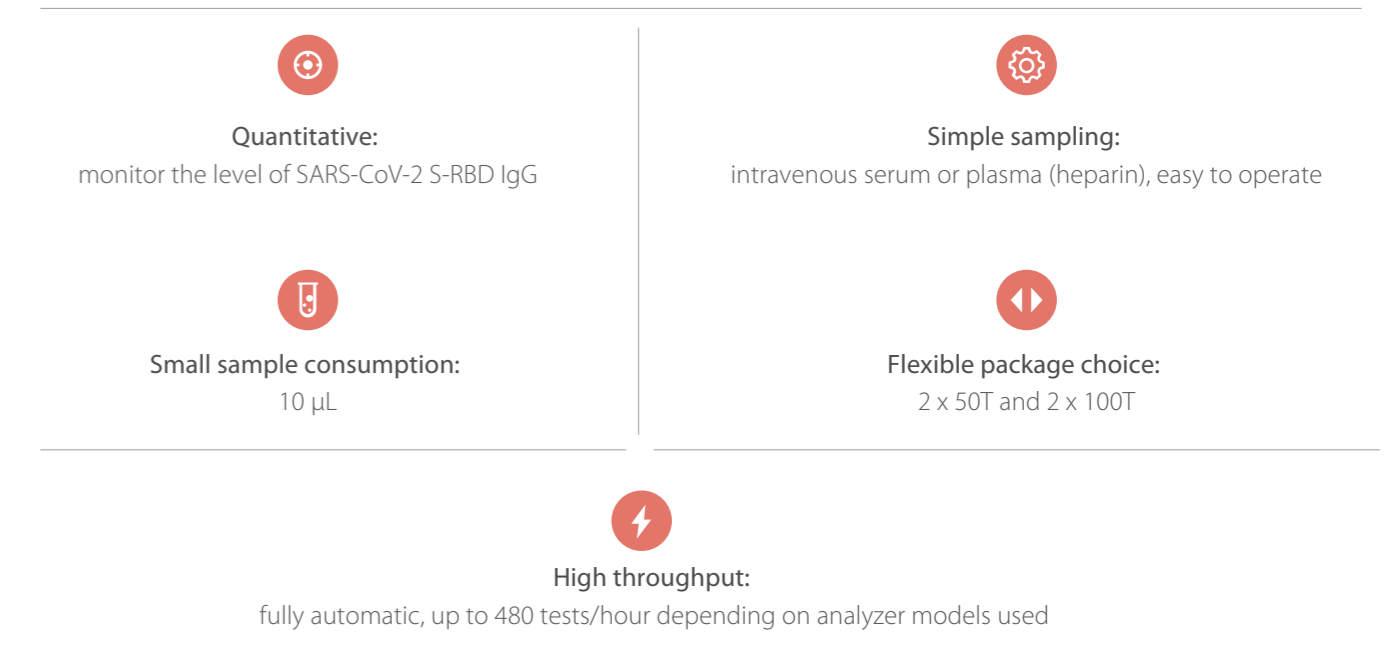 Quantitative:
monitor the level of SARS-CoV-2 S-RBD IgG
Simple sampling:
intravenous serum or plasma (heparin), easy to operate
Small sample consumption:
10 µL
Flexible package choice:
2 x 50T and 2 x 100T
High throughput:
fully automatic, up to 480 tests/hour depending on analyzer models used